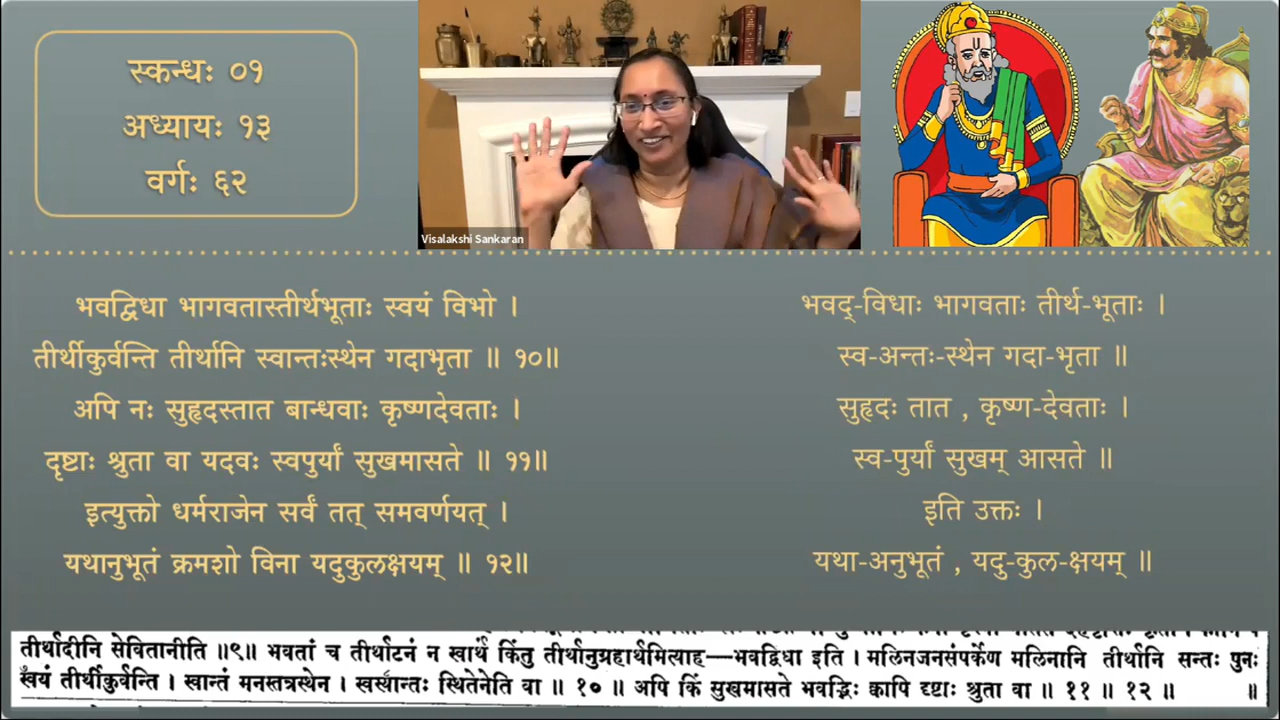 स्कन्धः ०१
अध्यायः १३
वर्गः ६२
Visalakshi Sankaran
भवद्विधा भागवतास्तीर्थभूताः स्वयं विभो ।
तीर्थीकुर्वन्ति तीर्थानि स्वान्तःस्थेन गदाभृता ॥ १०॥
अपि नः सुहृदस्तात बान्धवाः कृष्णदेवताः ।
दृष्टाः श्रुता वा यदवः स्वपुर्यां सुखमासते ॥ ११॥
इत्युक्तो धर्मराजेन सर्वं तत् समवर्णयत् ।
यथानुभूतं क्रमशो विना यदुकुलक्षयम् ॥ १२॥
भवद्-विधाः भागवताः तीर्थ-भूताः ।
स्व-अन्तः-स्थेन गदा-भृता ॥
सुहृदः तात , कृष्ण-देवताः ।
स्व-पुर्यां सुखम् आसते ॥
इति उक्तः ।
यथा-अनुभूतं , यदु-कुल-क्षयम् ॥
तीर्थादीनि सेवितानीति ॥९॥ भवतां च तीर्थाटनं न स्वार्थं किंतु तीर्थानुग्रहार्थमित्याह—भवद्विधा इति । मलिनजनसंपर्केण मलिनानि तीर्थानि सन्तः पुनः
स्वयं तीर्थीकुर्वन्ति । स्वान्तं मनस्तत्रस्थेन । स्वस्यान्तः स्थितेनेति वा ॥ १० ॥ अपि किं सुखमासते भवद्भिः क्वापि दृष्टाः श्रुता वा ॥ ११ ॥ १२ ॥ ॥